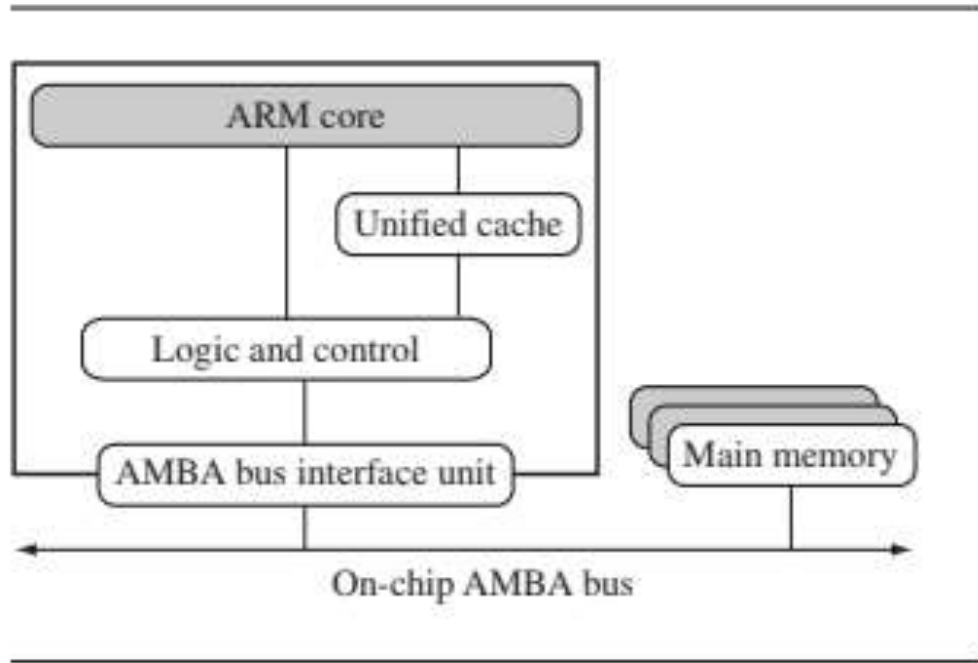 ARM core
Unified cache
Logic and control
AMBA bus interface unit
Main memory
On-chip AMBA bus